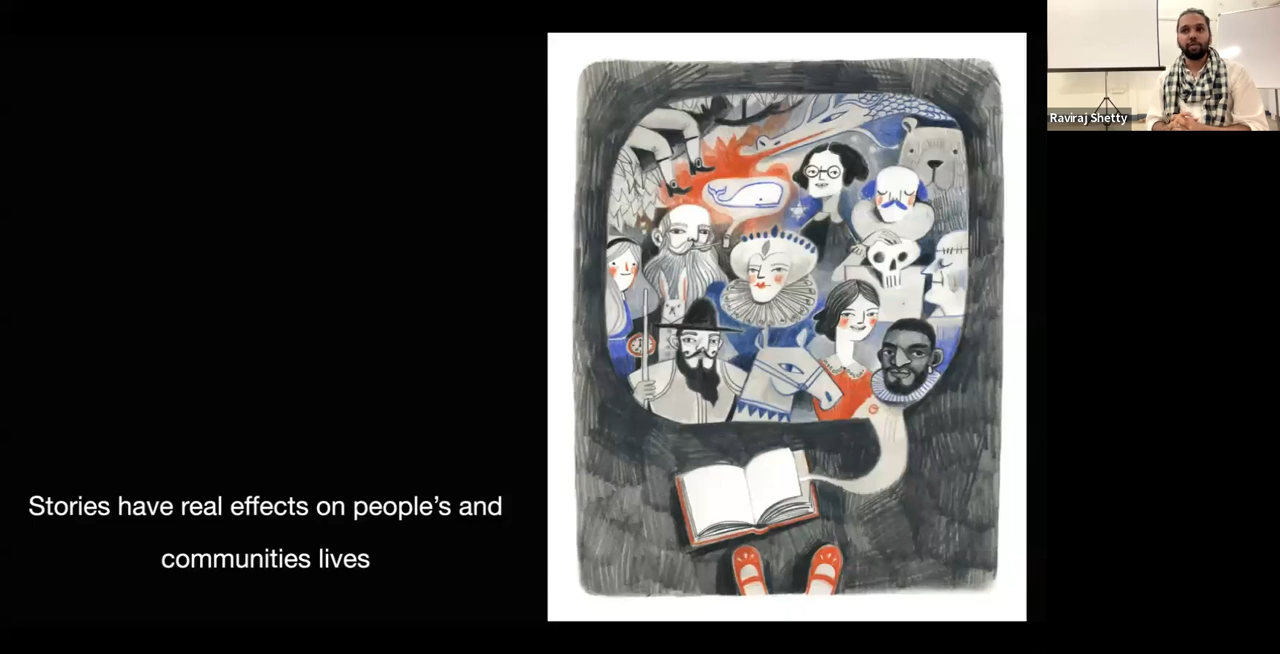 Raviraj Shetty
Stories have real effects on people’s and
communities lives